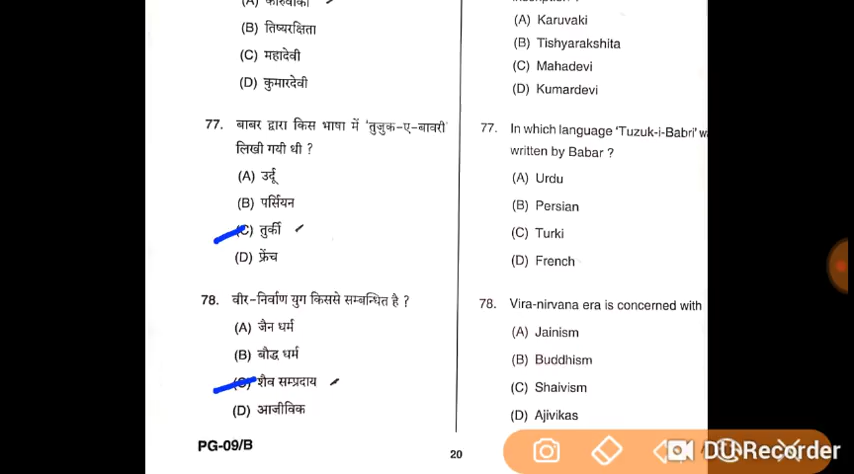 (A) कारुवाकी
(B) तिष्यरक्षिता
(C) महादेवी
(D) कुमारदेवी
77. बाबर द्वारा किस भाषा में 'तुजुक-ए-बावरी'
लिखी गयी थी ?
(A) उर्दू
(B) पर्सियन
(C) तुर्की
(D) फ्रेंच
78. वीर-निर्वाण युग किससे सम्बन्धित है ?
(A) जैन धर्म
(B) बौद्ध धर्म
(C) शैव सम्प्रदाय
(D) आजीविक
PG-09/B
inscription ?
(A) Karuvaki
(B) Tishyarakshita
(C) Mahadevi
(D) Kumardevi
77. In which language 'Tuzuk-i-Babri' w
written by Babar ?
(A) Urdu
(B) Persian
(C) Turki
(D) French
78. Vira-nirvana era is concerned with
(A) Jainism
(B) Buddhism
(C) Shaivism
(D) Ajivikas
20
DU Recorder